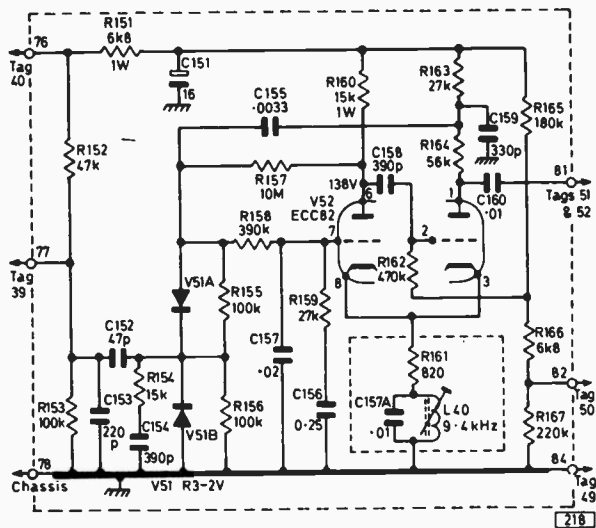 76
Tag
40
R151
6k8
1W
C151
16
R152
47k
C155
.0033
R160
15k
1W
R163
27k
C159
330p
R165
180k
R157
10M
C158
390p
R164
56k
138V
6
1
V52
ECC82
C160
.01
81
Tags 51
& 52
R158
390k
7
2
77
Tag
39
R162
470k
8
3
V51A
R155
100k
R159
27k
C152
47p
C157
.02
R161
820
R166
6k8
R153
100k
C153
220
p
R154
15k
C154
390p
V51B
R156
100k
C156
0.25
C157A
.01
L40
9.4kHz
82
Tag
50
R167
220k
78
Chassis
V51 R3-2V
84
Tag
49
218